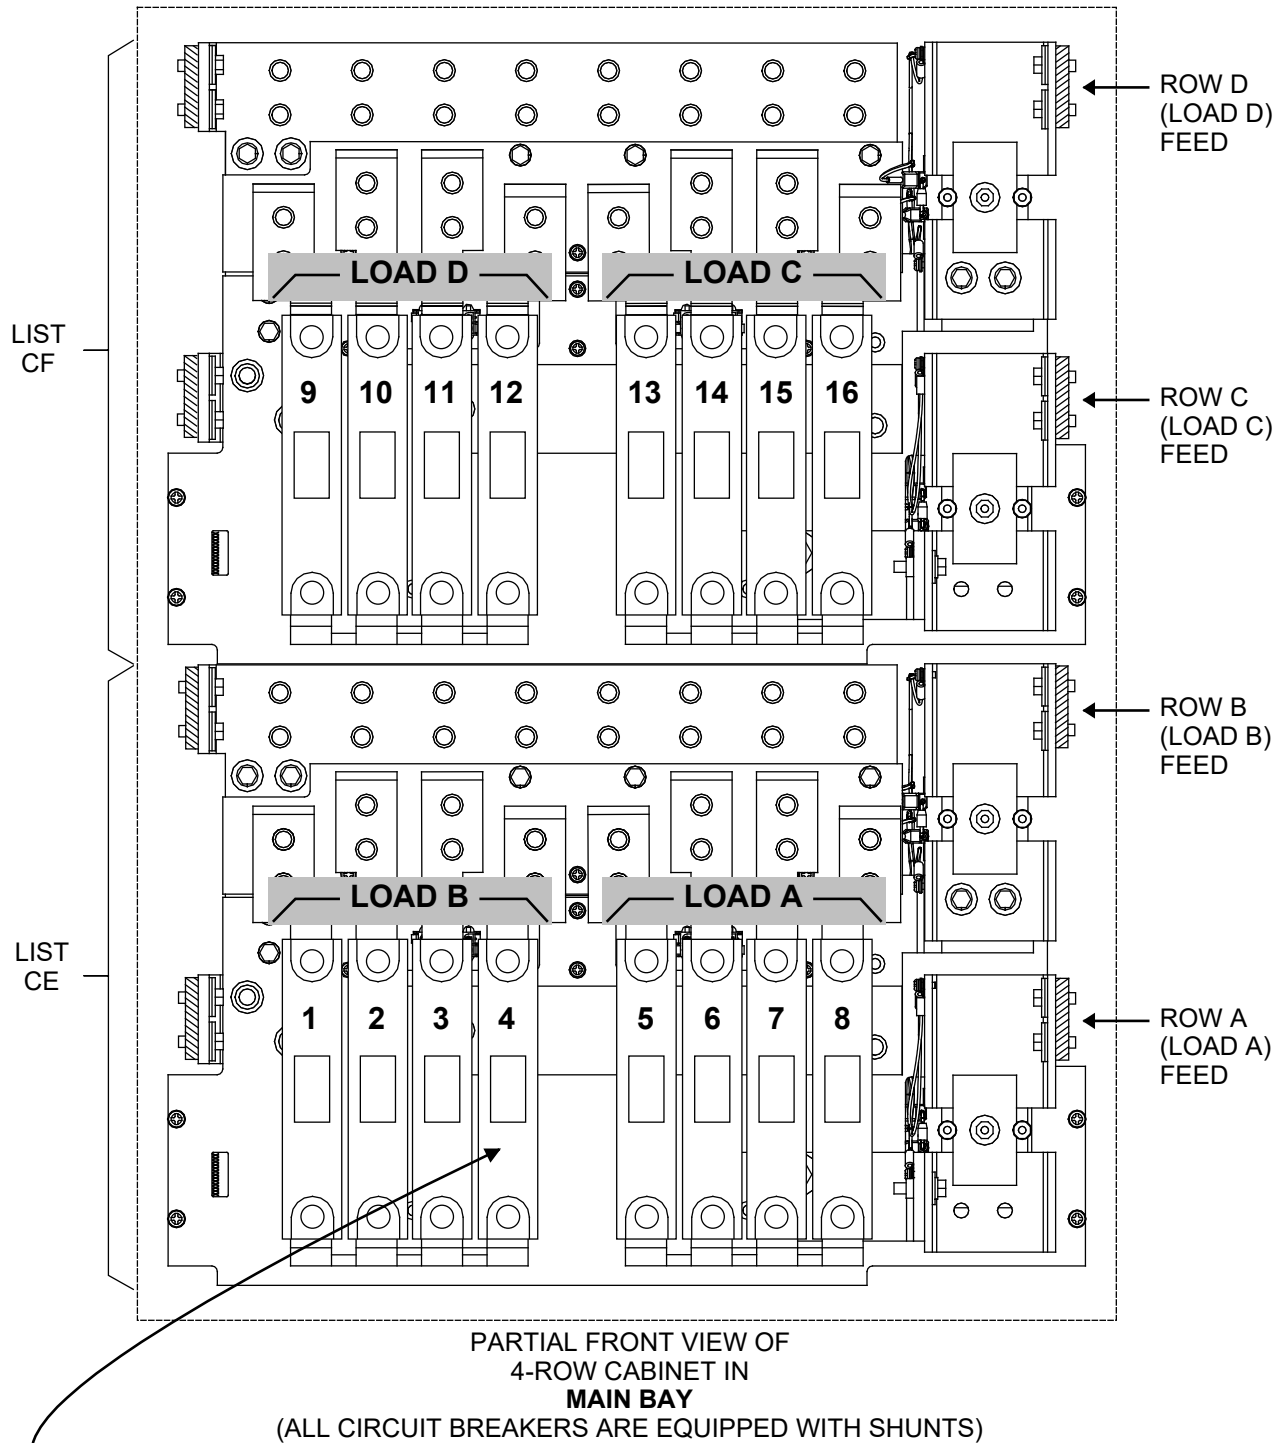 ROW D
(LOAD D)
FEED
LOAD D
LOAD C
LIST
CF
9 10 11 12 13 14 15 16
ROW C
(LOAD C)
FEED
ROW B
(LOAD B)
FEED
LOAD B
LOAD A
LIST
CE
1 2 3 4 5 6 7 8
ROW A
(LOAD A)
FEED
PARTIAL FRONT VIEW OF
4-ROW CABINET IN
MAIN BAY
(ALL CIRCUIT BREAKERS ARE EQUIPPED WITH SHUNTS)